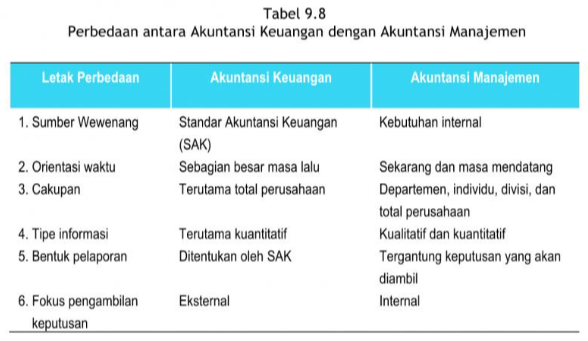 Tabel 9.8
Perbedaan antara Akuntansi Keuangan dengan Akuntansi Manajemen
Letak Perbedaan Akuntansi Keuangan Akuntansi Manajemen
1. Sumber Wewenang Standar Akuntansi Keuangan Kebutuhan internal
(SAK)
2. Orientasi waktu Sebagian besar masa lalu Sekarang dan masa mendatang
3. Cakupan Terutama total perusahaan Departemen, individu, divisi, dan
total perusahaan
4. Tipe informasi Terutama kuantitatif Kualitatif dan kuantitatif
5. Bentuk pelaporan Ditentukan oleh SAK Tergantung keputusan yang akan
diambil
6. Fokus pengambilan Eksternal Internal
keputusan